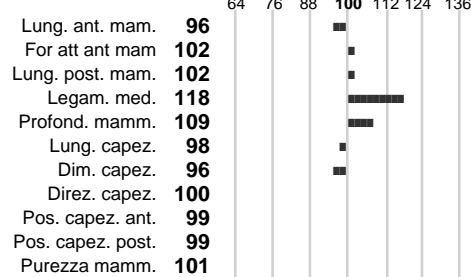 64 76 88 100 112 124 136
Lung. ant. mam. 96
For att ant mam 102
Lung. post. mam. 102
Legam. med. 118
Profond. mamm. 109
Lung. capez. 98
Dim. capez. 96
Direz. capez. 100
Pos. capez. ant. 99
Pos. capez. post. 99
Purezza mamm. 101